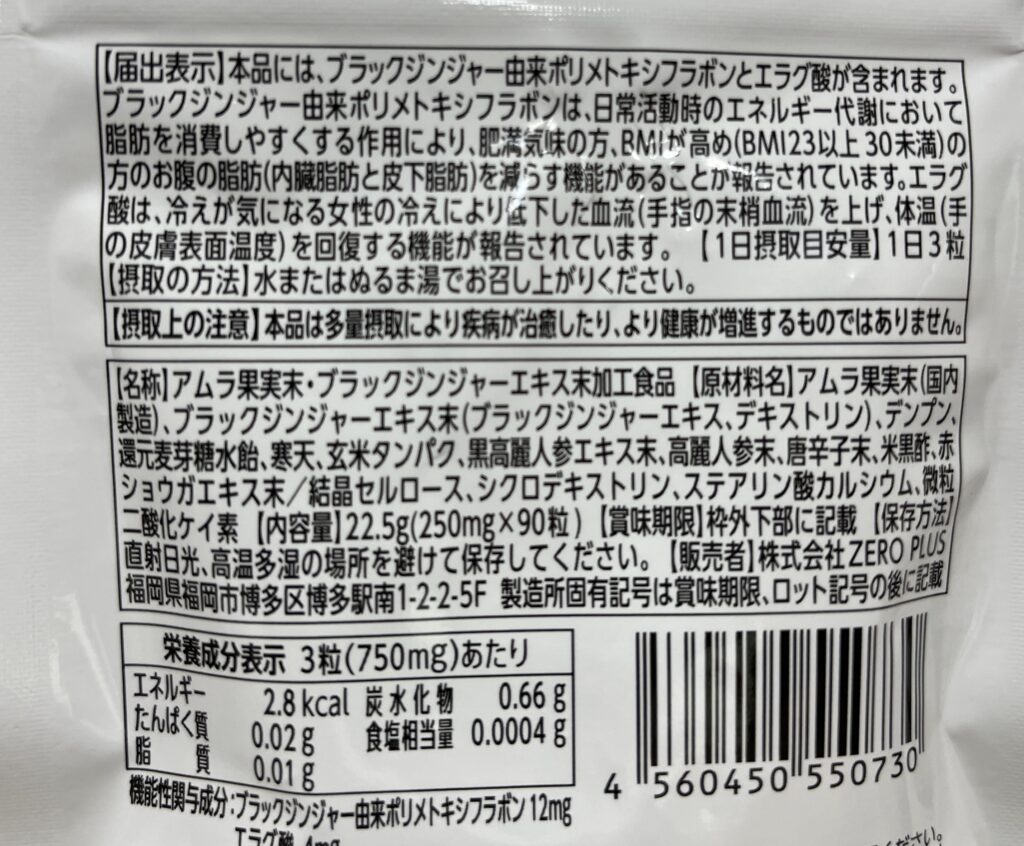 【届出表示】本品には、ブラックジンジャー由来ポリメトキシフラボンとエラグ酸が含まれます。
ブラックジンジャー由来ポリメトキシフラボンは、日常活動時のエネルギー代謝において
脂肪を消費しやすくする作用により、肥満気味の方、BMIが高め(BMI23以上30未満)の
方のお腹の脂肪(内臓脂肪と皮下脂肪)を減らす機能があることが報告されています。エラグ
酸は、冷えが気になる女性の冷えにより低下した血流(手指の末梢血流)を上げ、体温(手
の皮膚表面温度)を回復する機能が報告されています。【1日摂取目安量】1日3粒
【摂取の方法】水またはぬるま湯でお召し上がりください。
【摂取上の注意】本品は多量摂取により疾病が治癒したり、より健康が増進するものではありません。
【名称】アムラ果実末・ブラックジンジャーエキス末加工食品 【原材料名】アムラ果実末(国内
製造)、ブラックジンジャーエキス末(ブラックジンジャーエキス、デキストリン)、デンプン、
還元麦芽糖水飴、寒天、玄米タンパク、黒高麗人参エキス末、高麗人参末、唐辛子末、米黒酢、赤
ショウガエキス末/結晶セルロース、シクロデキストリン、ステアリン酸カルシウム、微粒
二酸化ケイ素 【内容量】22.5g(250mg×90粒) 【賞味期限】枠外下部に記載 【保存方法】
直射日光、高温多湿の場所を避けて保存してください。【販売者】株式会社ZERO PLUS
福岡県福岡市博多区博多駅南1-2-2-5F 製造所固有記号は賞味期限、ロット記号の後に記載
栄養成分表示 3粒(750mg)あたり
エネルギー 2.8kcal 炭水化物 0.66g
たんぱく質 0.02g 食塩相当量 0.0004g
脂質 0.01g
機能性関与成分:ブラックジンジャー由来ポリメトキシフラボン12mg
エラグ酸 4mg
4 560450 550730
ください。